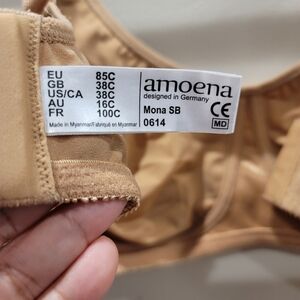 EU 85C
GB 38C
US/CA 38C
AU 16C
FR 100C
Made in Myanmar/Fabriqué en Myanmar
amoena
designed in Germany
Mona SB
0614
CE
MD